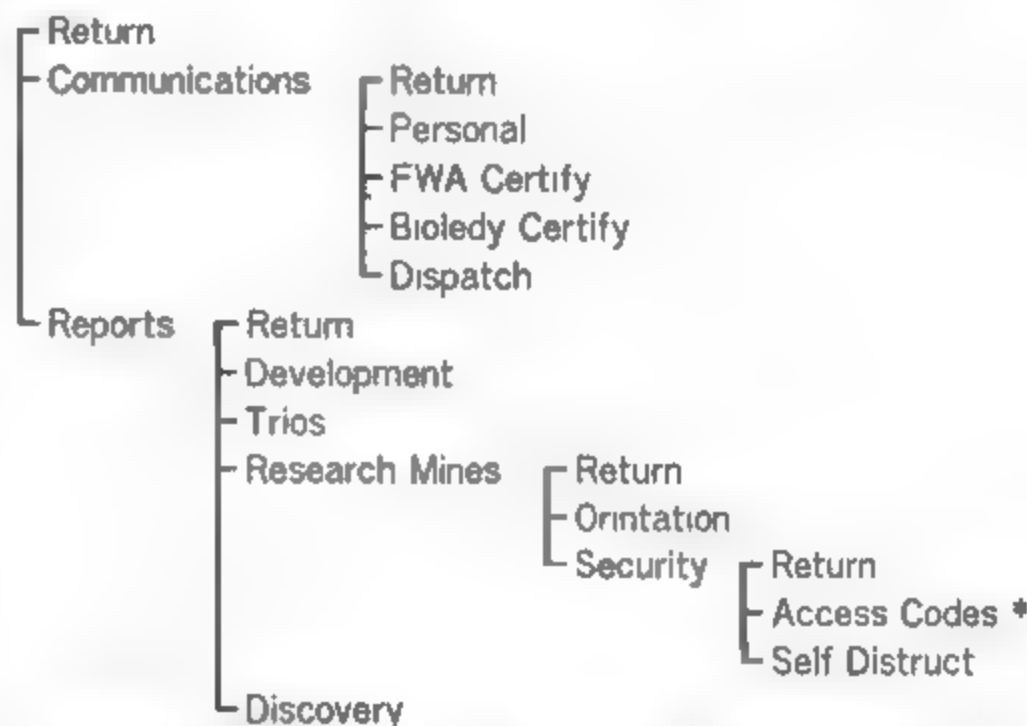 Return
Communications Return
Personal
FWA Certify
Bioledy Certify
Dispatch
Reports Return
Development
Trios
Research Mines Return
Orintation
Security Return
Access Codes *
Self Distruct
Discovery